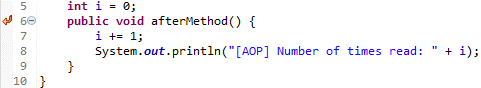 5 int i = 0;
6 public void afterMethod() {
7 i += 1;
8 System.out.println("[AOP] Number of times read: " + i);
9 }
10 }